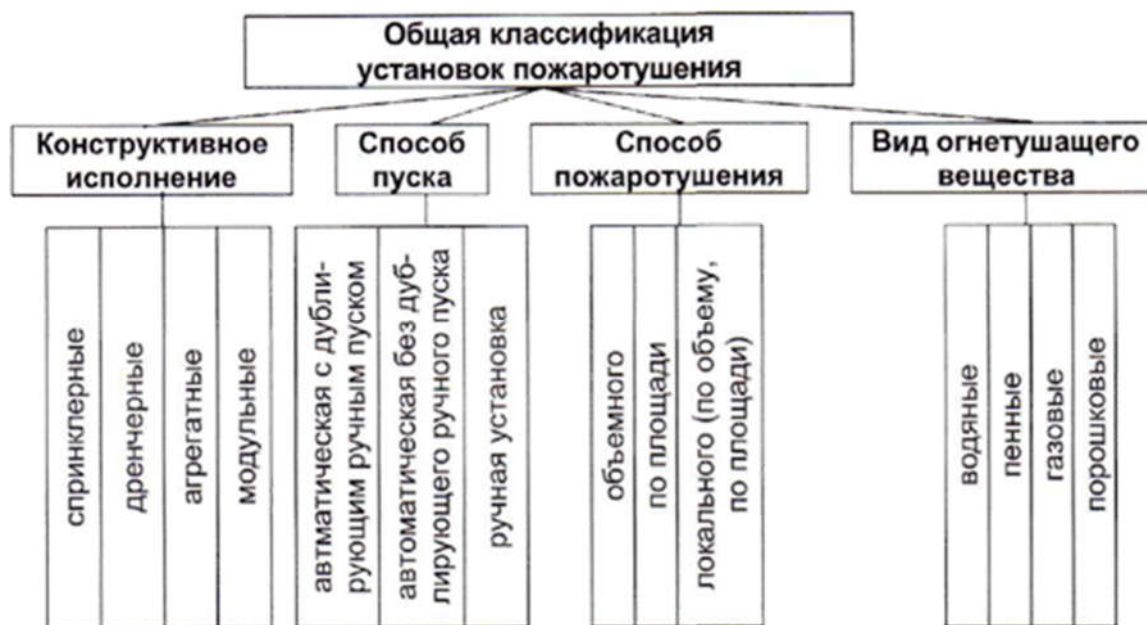 Общая классификация
установок пожаротушения
Конструктивное
исполнение
Способ
пуска
Способ
пожаротушения
Вид огнетушащего
вещества
спринклерные
дренчерные
агрегатные
модульные
автматическая с дубли-
рующим ручным пуском
автоматическая без дуб-
лирующего ручного пуска
ручная установка
объемного
по площади
локального (по объему,
по площади)
водяные
пенные
газовые
порошковые